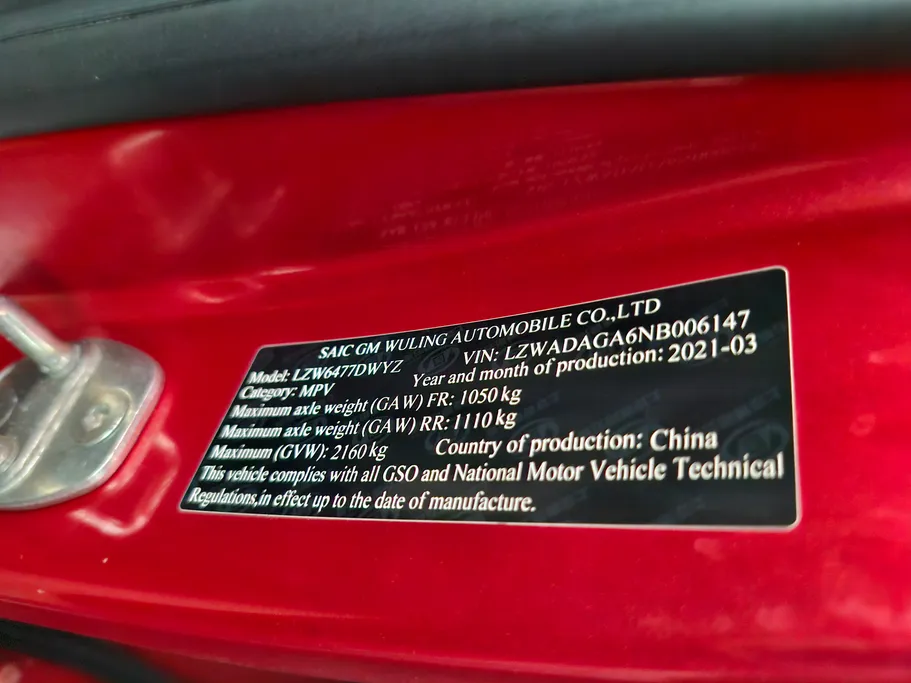 SAIC GM WULING AUTOMOBILE CO.,LTD
Model: LZW6477DWYZ VIN: LZWADAGA6NB006147
Category: MPV Year and month of production: 2021-03
Maximum axle weight (GAW) FR: 1050 kg
Maximum axle weight (GAW) RR: 1110 kg
Maximum (GVW): 2160 kg Country of production: China
This vehicle complies with all GSO and National Motor Vehicle Technical
Regulations,in effect up to the date of manufacture.